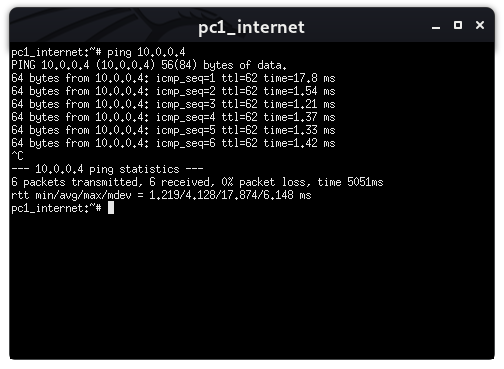 pc1_internet
pc1_internet:~# ping 10.0.0.4
PING 10.0.0.4 (10.0.0.4) 56(84) bytes of data.
64 bytes from 10.0.0.4: icmp_seq=1 ttl=62 time=17.8 ms
64 bytes from 10.0.0.4: icmp_seq=2 ttl=62 time=1.54 ms
64 bytes from 10.0.0.4: icmp_seq=3 ttl=62 time=1.21 ms
64 bytes from 10.0.0.4: icmp_seq=4 ttl=62 time=1.37 ms
64 bytes from 10.0.0.4: icmp_seq=5 ttl=62 time=1.33 ms
64 bytes from 10.0.0.4: icmp_seq=6 ttl=62 time=1.42 ms
^C
--- 10.0.0.4 ping statistics ---
6 packets transmitted, 6 received, 0% packet loss, time 5051ms
rtt min/avg/max/mdev = 1.219/4.128/17.874/6.148 ms
pc1_internet:~#